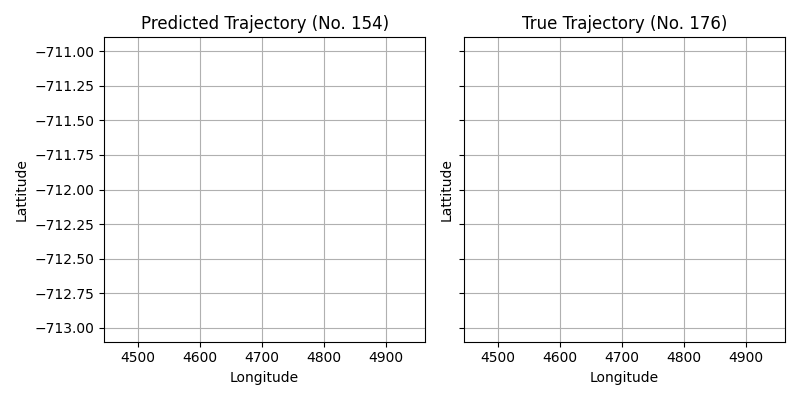 Predicted Trajectory (No. 154)
True Trajectory (No. 176)
−711.00
−711.25
−711.50
−711.75
−712.00
−712.25
−712.50
−712.75
−713.00
Lattitude
Lattitude
4500 4600 4700 4800 4900
4500 4600 4700 4800 4900
Longitude
Longitude